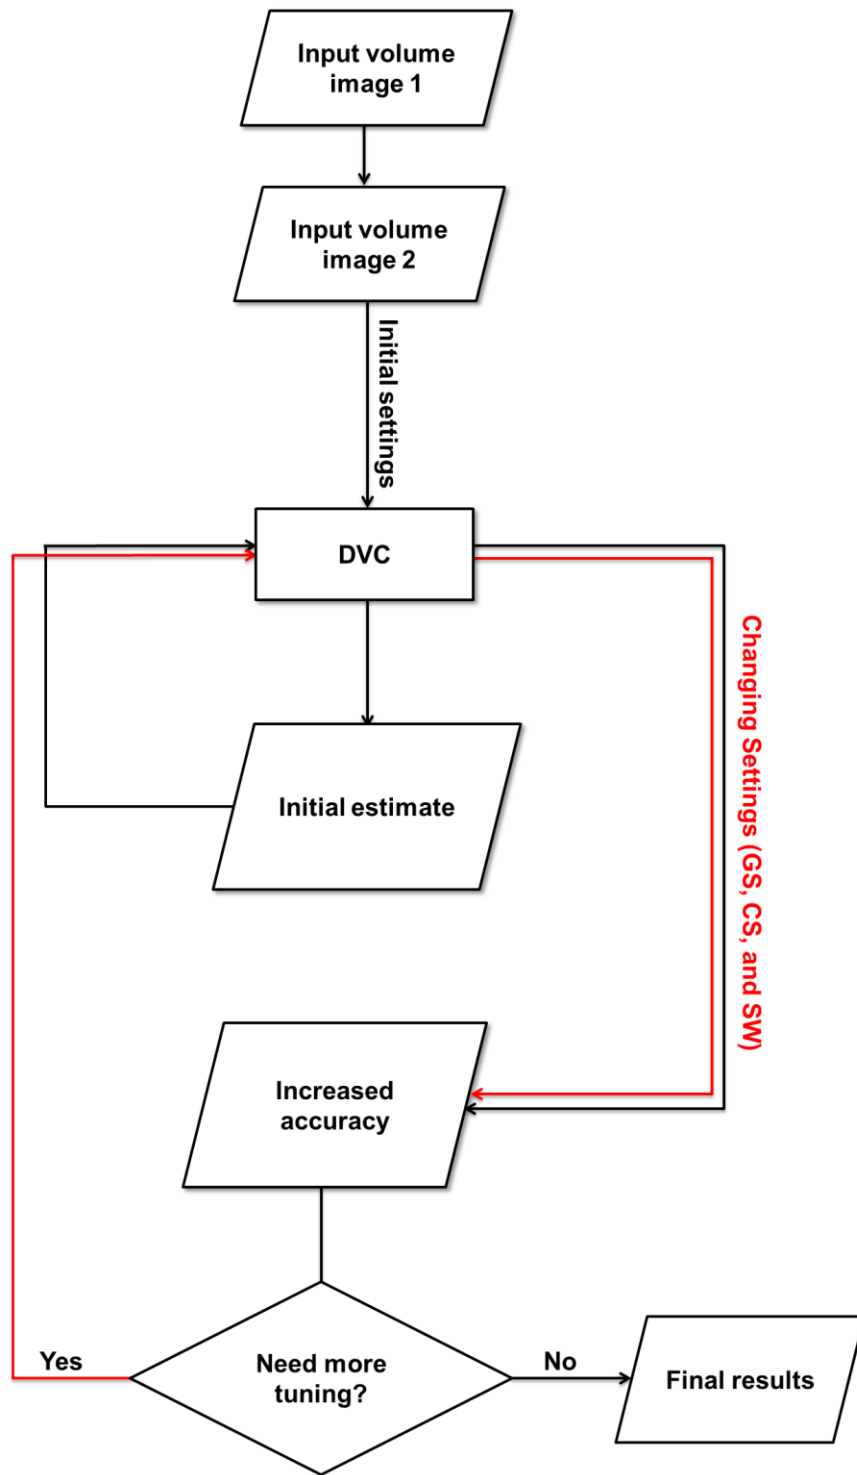 Input volume
image 1
Input volume
image 2
Initial settings
DVC
Changing Settings (GS, CS, and SW)
Initial estimate
Increased
accuracy
Need more
tuning?
Yes
No
Final results